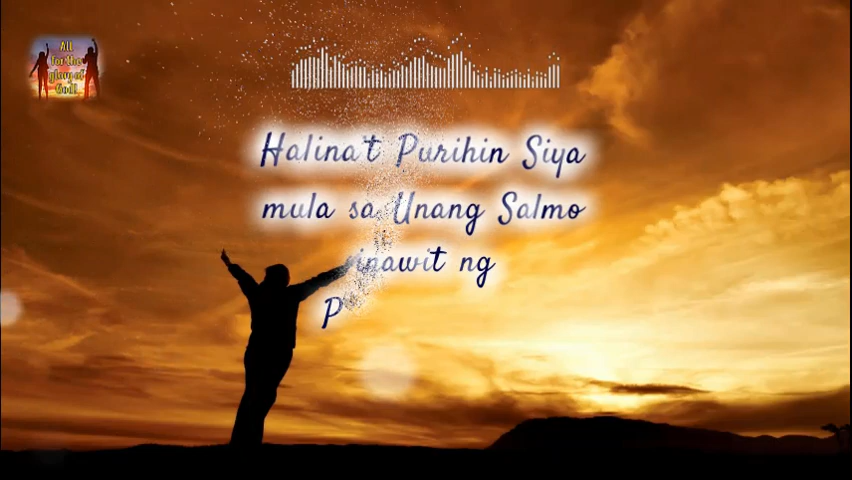 All
for the
glory of
God!
Halina't Purihin Siya
mula sa Unang Salmo
ng